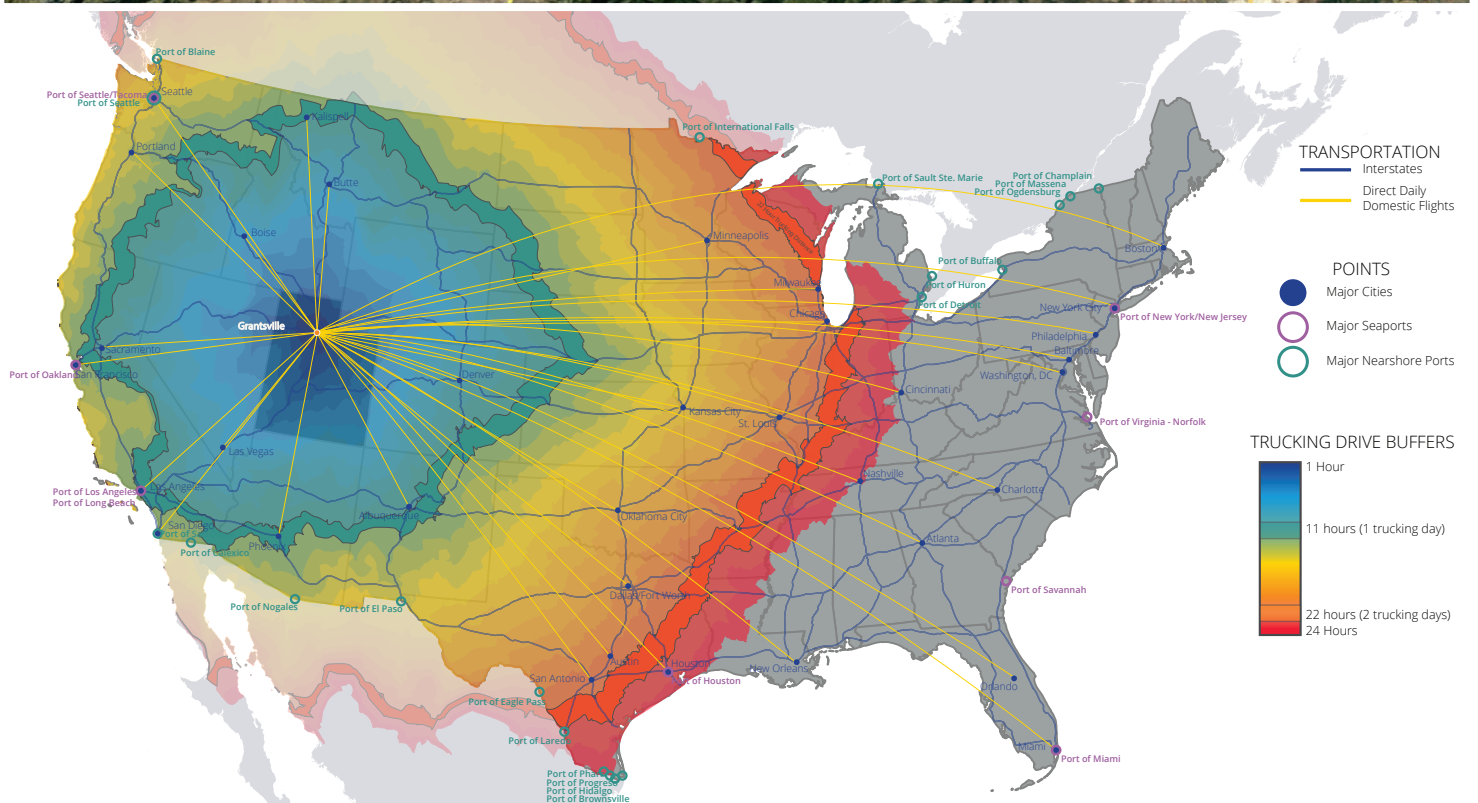 Port of Blaine
Seattle
Port of Seattle/Tacoma
Port of Seattle
Kalispell
Port of International Falls
Portland
Butte
Port of Sault Ste. Marie
Port of Champlain
Port of Massena
Port of Ogdensburg
Boise
Minneapolis
Boston
Port of Buffalo
Port of Huron
Port of Detroit
Milwaukee
Chicago
New York City
Port of New York/New Jersey
Grantsville
Philadelphia
Baltimore
Washington, DC
Sacramento
Port of Oakland
San Francisco
Denver
Cincinnati
Kansas City
St. Louis
Port of Virginia - Norfolk
Las Vegas
Nashville
Los Angeles
Port of Los Angeles
Port of Long Beach
Charlotte
Albuquerque
Oklahoma City
San Diego
Port of Calexico
Phoenix
Atlanta
Port of Nogales
Port of El Paso
Dallas/Fort Worth
Port of Savannah
Austin
San Antonio
Houston
Port of Houston
New Orleans
Orlando
Port of Eagle Pass
Port of Laredo
Miami
Port of Miami
Port of Pharr
Port of Progreso
Port of Hidalgo
Port of Brownsville
TRANSPORTATION
Interstates
Direct Daily
Domestic Flights
POINTS
Major Cities
Major Seaports
Major Nearshore Ports
TRUCKING DRIVE BUFFERS
1 Hour
11 hours (1 trucking day)
22 hours (2 trucking days)
24 Hours